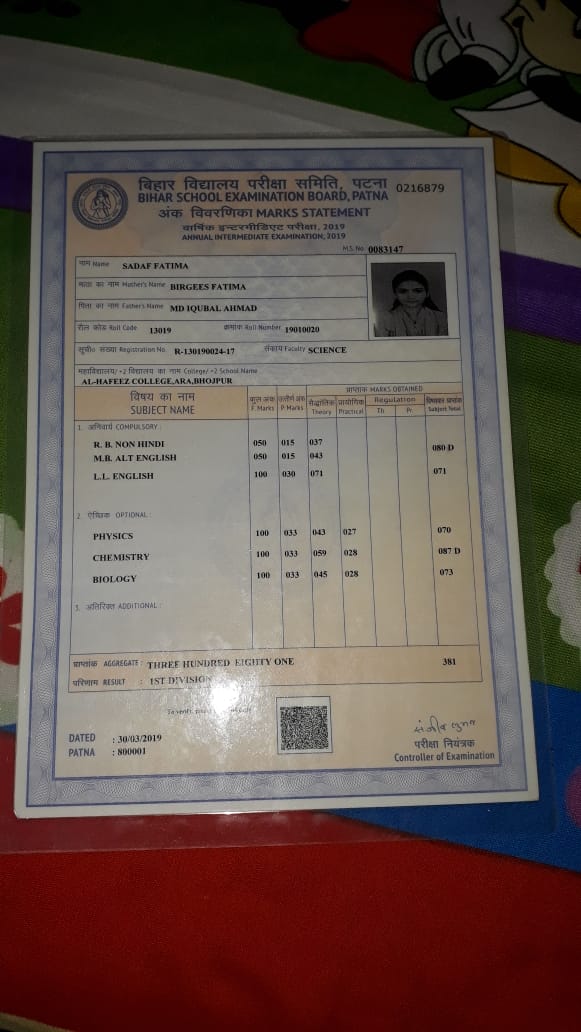 बिहार विद्यालय परीक्षा समिति, पटना
0216879
BIHAR SCHOOL EXAMINATION BOARD, PATNA
अंक विवरणिका MARKS STATEMENT
वार्षिक इन्टरमीडिएट परीक्षा, 2019
ANNUAL INTERMEDIATE EXAMINATION, 2019
M.S. No. 0083147
नाम Name SADAF FATIMA
माता का नाम Mother's Name BIRGEES FATIMA
पिता का नाम Father's Name MD IQUBAL AHMAD
रौल कोड Roll Code 13019 क्रमांक Roll Number 19010020
सूची० संख्या Registration No. R-130190024-17 संकाय Faculty SCIENCE
महाविद्यालय/ +2 विद्यालय का नाम College/ +2 School Name
AL-HAFEEZ COLLEGE,ARA,BHOJPUR
विषय का नाम SUBJECT NAME कुल अंक F. Marks उत्तीर्ण अंक P. Marks प्राप्तांक MARKS OBTAINED
सैद्धांतिक Theory प्रायोगिक Practical Regulation Th. Pr. विषयवार प्राप्तांक Subject Total
1. अनिवार्य COMPULSORY :
R. B. NON HINDI 050 015 037
M.B. ALT ENGLISH 050 015 043 080 D
L.L. ENGLISH 100 030 071 071
2. ऐच्छिक OPTIONAL :
PHYSICS 100 033 043 027 070
CHEMISTRY 100 033 059 028 087 D
BIOLOGY 100 033 045 028 073
3. अतिरिक्त ADDITIONAL :
प्राप्तांक AGGREGATE : THREE HUNDRED EIGHTY ONE 381
परिणाम RESULT : 1ST DIVISION
DATED : 30/03/2019
PATNA : 800001
परीक्षा नियंत्रक
Controller of Examination